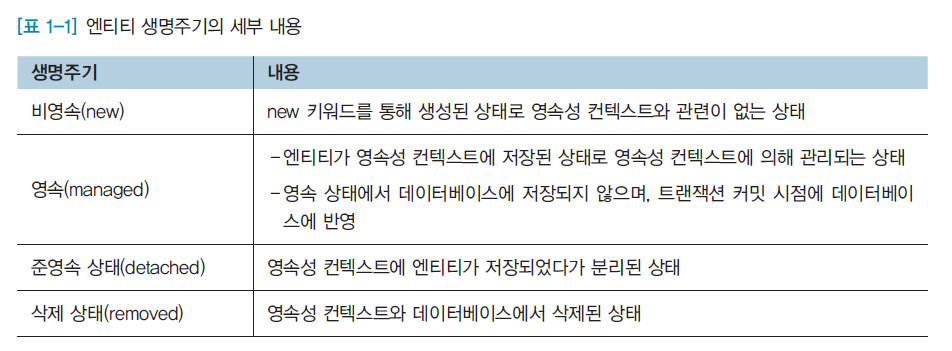 [표 1-1] 엔티티 생명주기의 세부 내용
생명주기 내용
비영속(new) new 키워드를 통해 생성된 상태로 영속성 컨텍스트와 관련이 없는 상태
영속(managed) -엔티티가 영속성 컨텍스트에 저장된 상태로 영속성 컨텍스트에 의해 관리되는 상태
-영속 상태에서 데이터베이스에 저장되지 않으며, 트랜잭션 커밋 시점에 데이터베이
스에 반영
준영속 상태(detached) 영속성 컨텍스트에 엔티티가 저장되었다가 분리된 상태
삭제 상태(removed) 영속성 컨텍스트와 데이터베이스에서 삭제된 상태